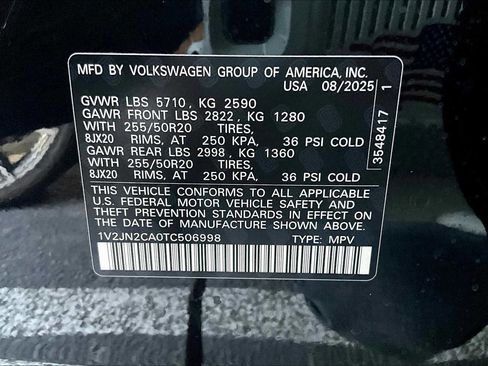 MFD BY VOLKSWAGEN GROUP OF AMERICA, INC.
USA 08/2025
GVWR LBS 5710, KG 2590
GAWR FRONT LBS 2822, KG 1280
WITH 255/50R20 TIRES,
8JX20 RIMS, AT 250 KPA, 36 PSI COLD
GAWR REAR LBS 2998, KG 1360
WITH 255/50R20 TIRES,
8JX20 RIMS, AT 250 KPA, 36 PSI COLD
THIS VEHICLE CONFORMS TO ALL APPLICABLE
U.S. FEDERAL MOTOR VEHICLE SAFETY AND
THEFT PREVENTION STANDARDS IN EFFECT ON
THE DATE OF MANUFACTURE SHOWN ABOVE.
1V2JN2CA0TC506998 TYPE: MPV
3548417 1